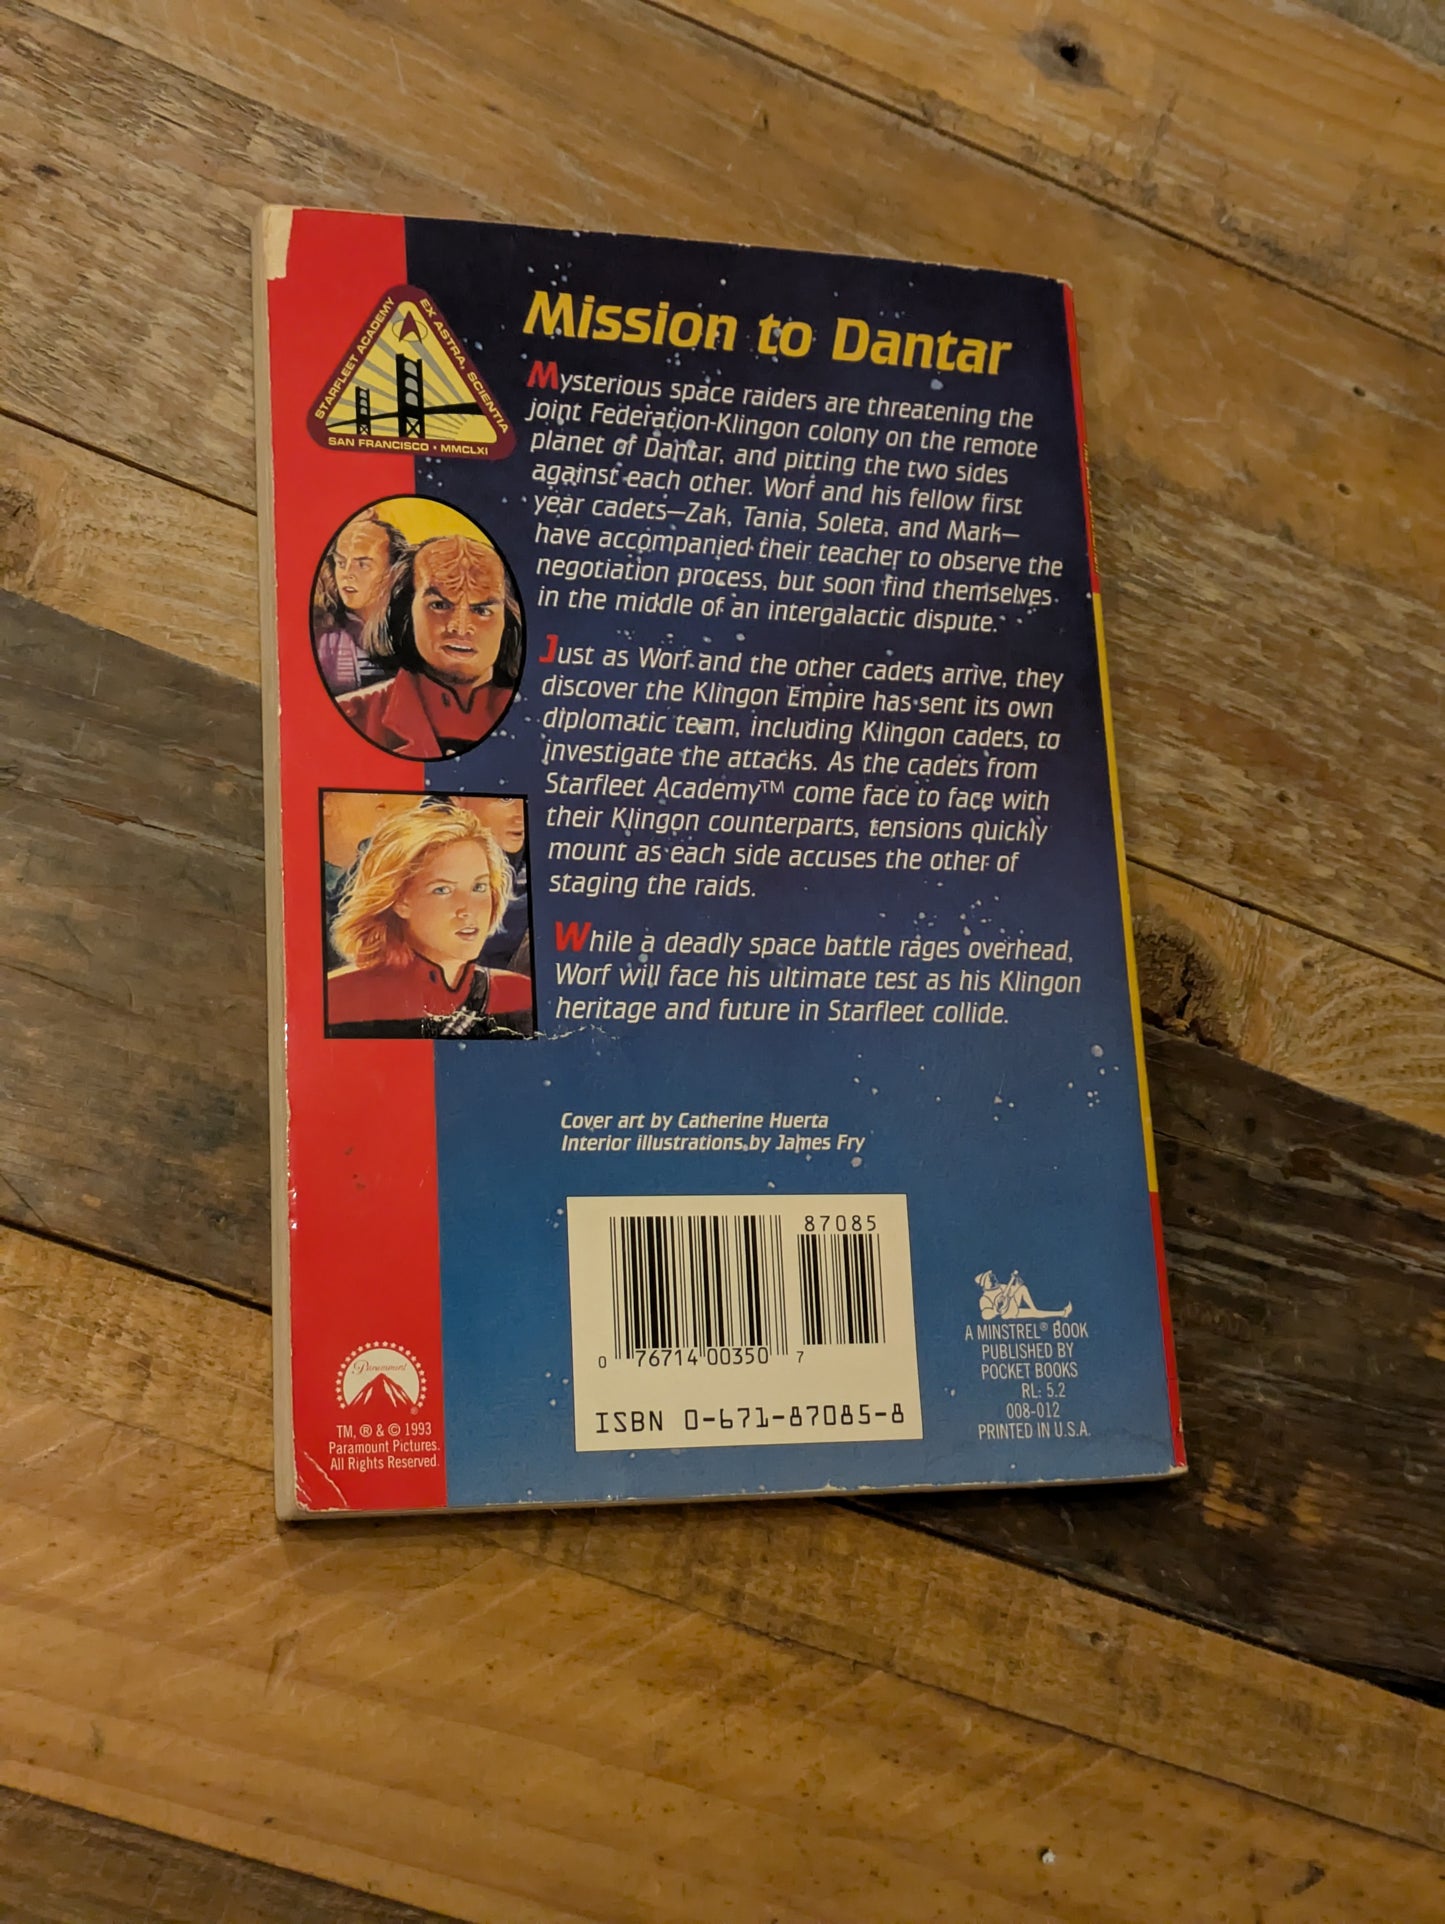 Mission to Dantar
STARFLEET ACADEMY
EX ASTRA, SCIENTIA
SAN FRANCISCO · MMCLXI
Mysterious space raiders are threatening the
joint Federation-Klingon colony on the remote
planet of Dantar, and pitting the two sides
against each other. Worf and his fellow first
year cadets—Zak, Tania, Soleta, and Mark—
have accompanied their teacher to observe the
negotiation process, but soon find themselves
in the middle of an intergalactic dispute.
Just as Worf and the other cadets arrive, they
discover the Klingon Empire has sent its own
diplomatic team, including Klingon cadets, to
investigate the attacks. As the cadets from
Starfleet Academy™ come face to face with
their Klingon counterparts, tensions quickly
mount as each side accuses the other of
staging the raids.
While a deadly space battle rages overhead,
Worf will face his ultimate test as his Klingon
heritage and future in Starfleet collide.
Cover art by Catherine Huerta
Interior illustrations by James Fry
87085
0 76714 00350 7
ISBN 0-671-87085-8
Paramount
®
TM, ® & © 1993
Paramount Pictures.
All Rights Reserved.
A MINSTREL® BOOK
PUBLISHED BY
POCKET BOOKS
RL: 5.2
008-012
PRINTED IN U.S.A.